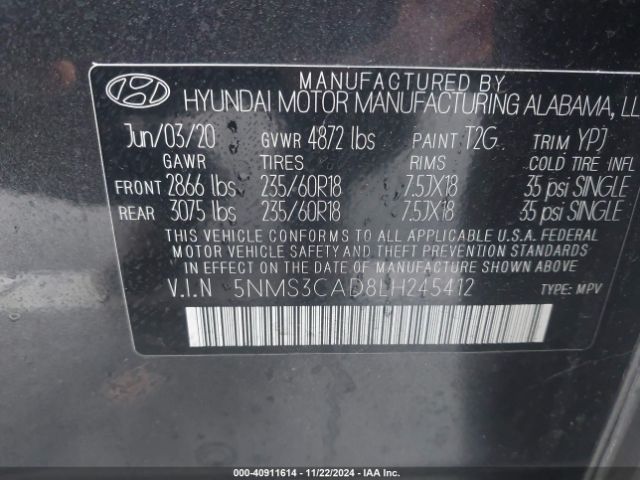 MANUFACTURED BY
HYUNDAI MOTOR MANUFACTURING ALABAMA, LL
Jun/03/20 GVWR 4872 lbs PAINT T2G TRIM YPJ
GAWR TIRES RIMS COLD TIRE INFL
FRONT 2866 lbs 235/60R18 7.5JX18 35 psi SINGLE
REAR 3075 lbs 235/60R18 7.5JX18 35 psi SINGLE
THIS VEHICLE CONFORMS TO ALL APPLICABLE U.S.A. FEDERAL
MOTOR VEHICLE SAFETY AND THEFT PREVENTION STANDARDS
IN EFFECT ON THE DATE OF MANUFACTURE SHOWN ABOVE.
V.I.N 5NMS3CAD8LH245412 TYPE: MPV
000-40911614 - 11/22/2024 - IAAI.com